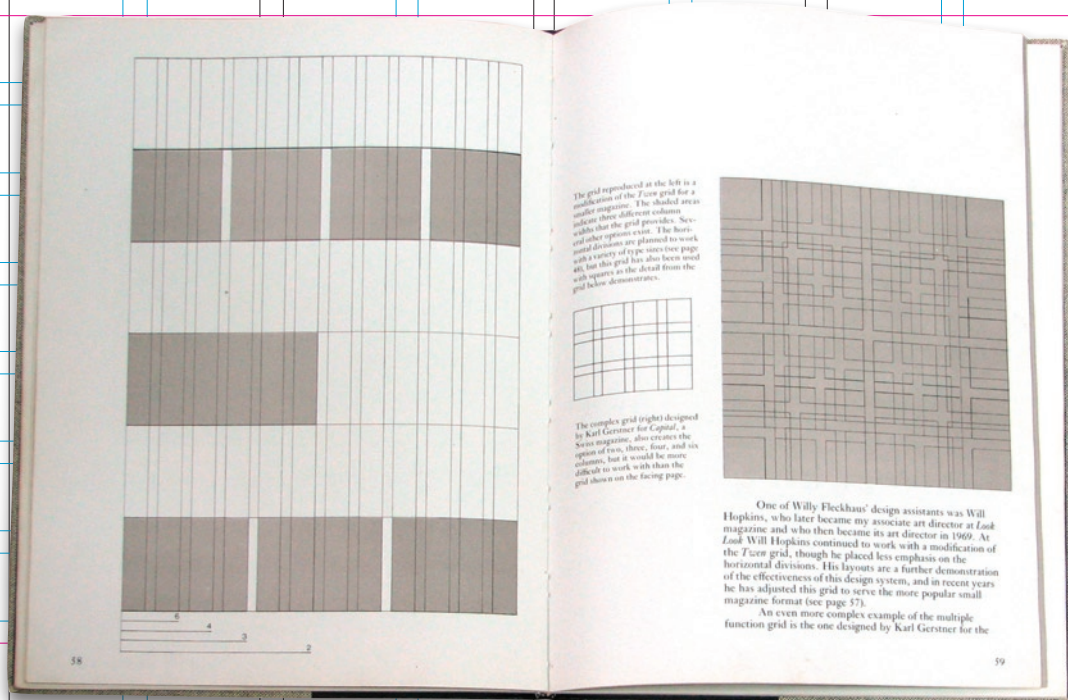 6
4
3
2
58
The grid reproduced at the left is a
modification of the Twen grid for a
smaller magazine. The shaded areas
indicate three different column
widths that the grid provides. Sev-
eral other options exist. The hori-
zontal divisions are planned to work
with a variety of type sizes (see page
48), but this grid has also been used
with squares as the detail from the
grid below demonstrates.
The complex grid (right) designed
by Karl Gerstner for Capital, a
Swiss magazine, also creates the
option of two, three, four, and six
columns, but it would be more
difficult to work with than the
grid shown on the facing page.
One of Willy Fleckhaus' design assistants was Will
Hopkins, who later became my associate art director at Look
magazine and who then became its art director in 1969. At
Look Will Hopkins continued to work with a modification of
the Twen grid, though he placed less emphasis on the
horizontal divisions. His layouts are a further demonstration
of the effectiveness of this design system, and in recent years
he has adjusted this grid to serve the more popular small
magazine format (see page 57).
An even more complex example of the multiple
function grid is the one designed by Karl Gerstner for the
59